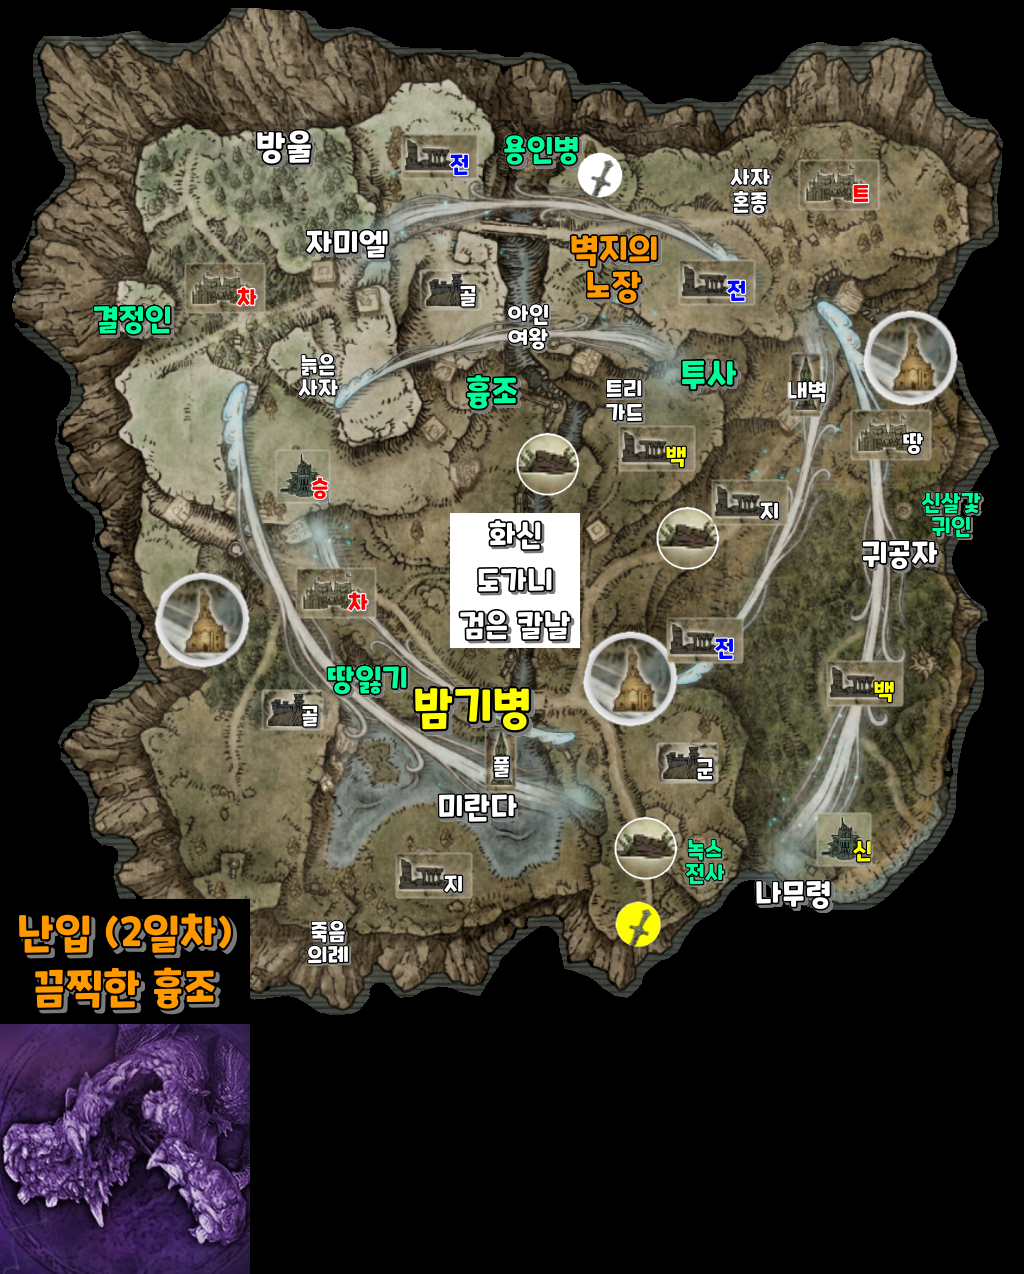 방울
전
용인병
사자
혼종
트
자미엘
벽지의
노장
차
골
전
결정인
아인
여왕
늙은
사자
흉조
투사
트리
가드
내벽
백
땅
승
지
신살갗
귀인
화신
도가니
검은 칼날
귀공자
차
전
땅잃기
밤기병
백
골
풀
군
미란다
녹스
전사
신
지
나무령
죽음
의례
난입 (2일차)
끔찍한 흉조